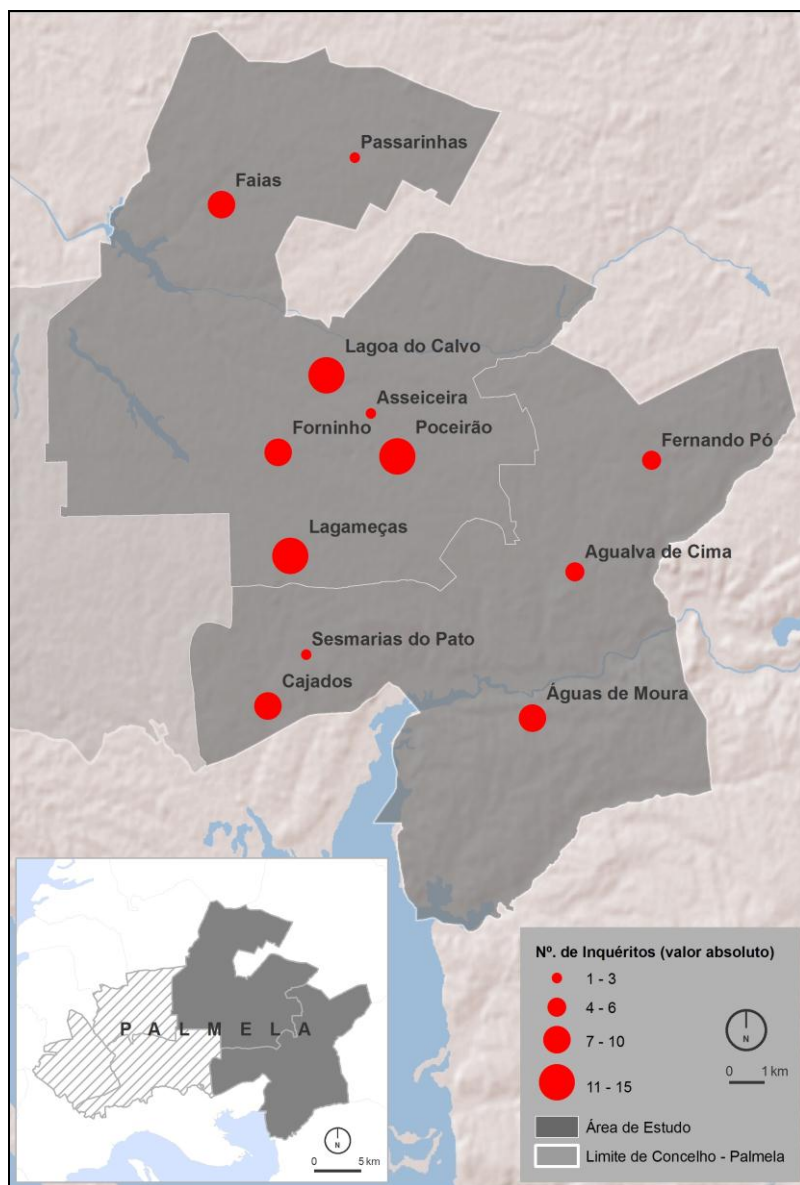 Passarinhas
Faias
Lagoa do Calvo
Asseiceira
Forninho
Poceirão
Fernando Pó
Lagameças
Agualva de Cima
Sesmarias do Pato
Cajados
Águas de Moura
PALMELA
N
0 5 km
Nº. de Inquéritos (valor absoluto)
1 - 3
4 - 6
7 - 10
11 - 15
N
0 1 km
Área de Estudo
Limite de Concelho - Palmela